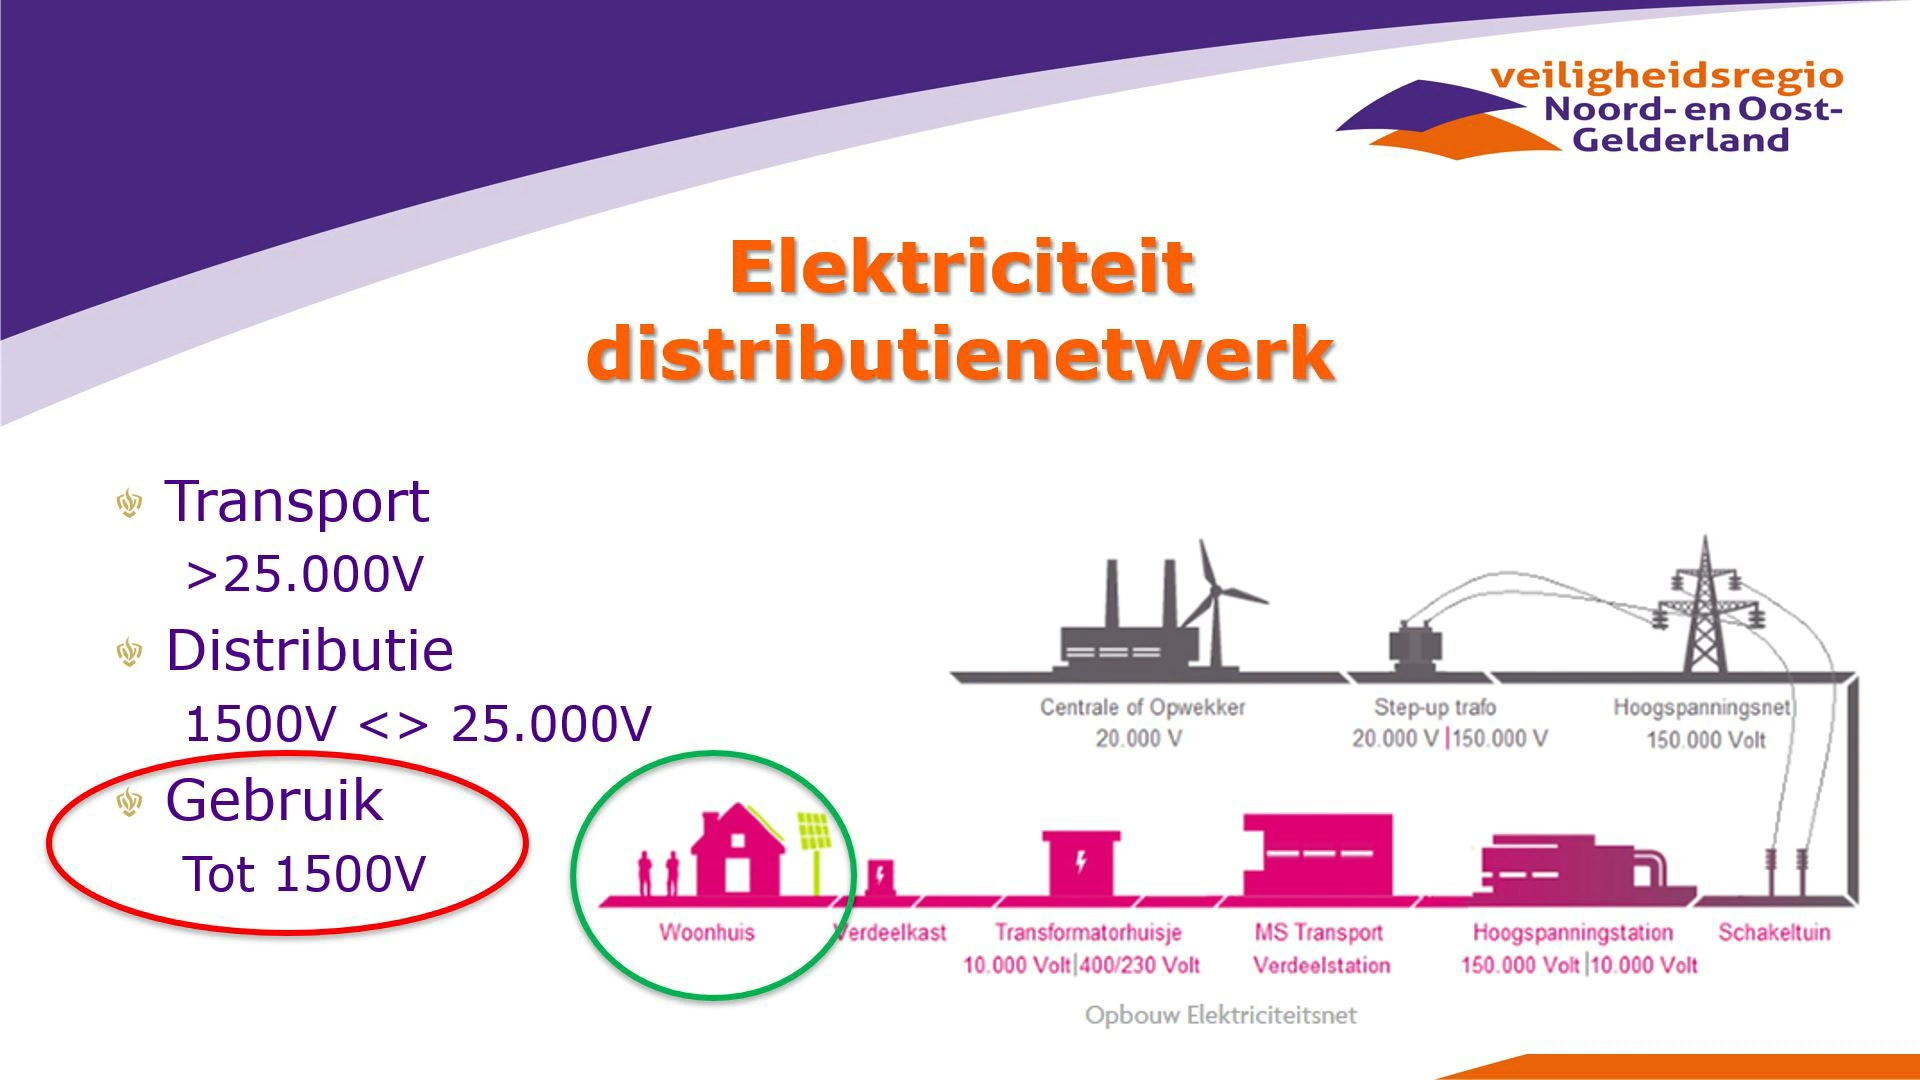 veiligheidsregio
Noord- en Oost-
Gelderland
Elektriciteit
distributienetwerk
Transport
>25.000V
Distributie
1500V <> 25.000V
Gebruik
Tot 1500V
Centrale of Opwekker
20.000 V
Step-up trafo
20.000 V|150.000 V
Hoogspanningsnet
150.000 Volt
Woonhuis
Verdeelkast
Transformatorhuisje
10.000 Volt|400/230 Volt
MS Transport
Verdeelstation
Hoogspanningstation
150.000 Volt|10.000 Volt
Schakeltuin
Opbouw Elektriciteitsnet